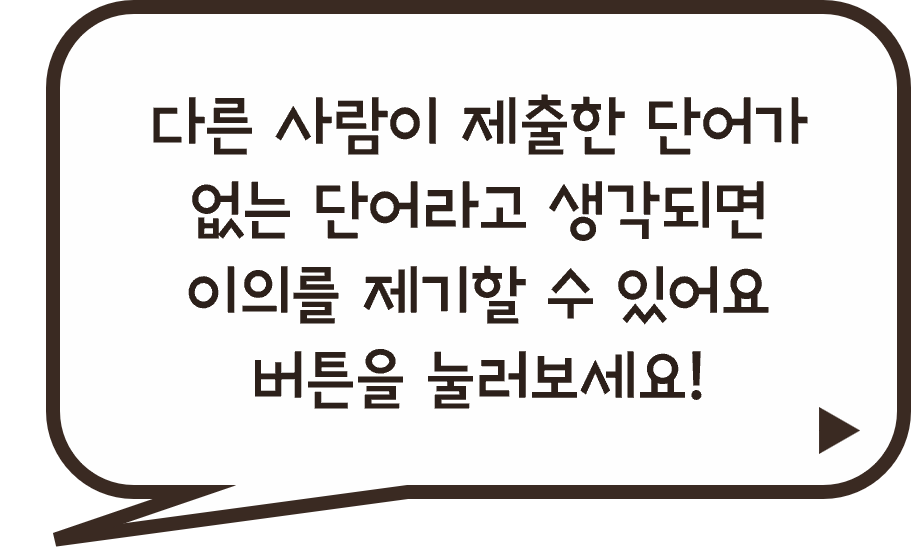 다른 사람이 제출한 단어가
없는 단어라고 생각되면
이의를 제기할 수 있어요
버튼을 눌러보세요!